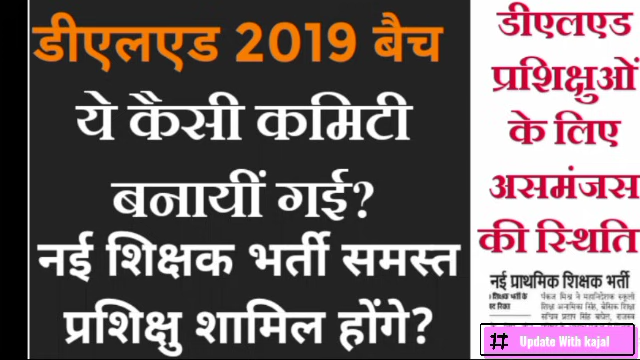 डीएलएड 2019 बैच
ये कैसी कमिटी
बनायीं गई?
नई शिक्षक भर्ती समस्त
प्रशिक्षु शामिल होंगे?
डीएलएड
प्रशिक्षुओं
के लिए
असमंजस
की स्थिति
नई प्राथमिक शिक्षक भर्ती
# Update With kajal